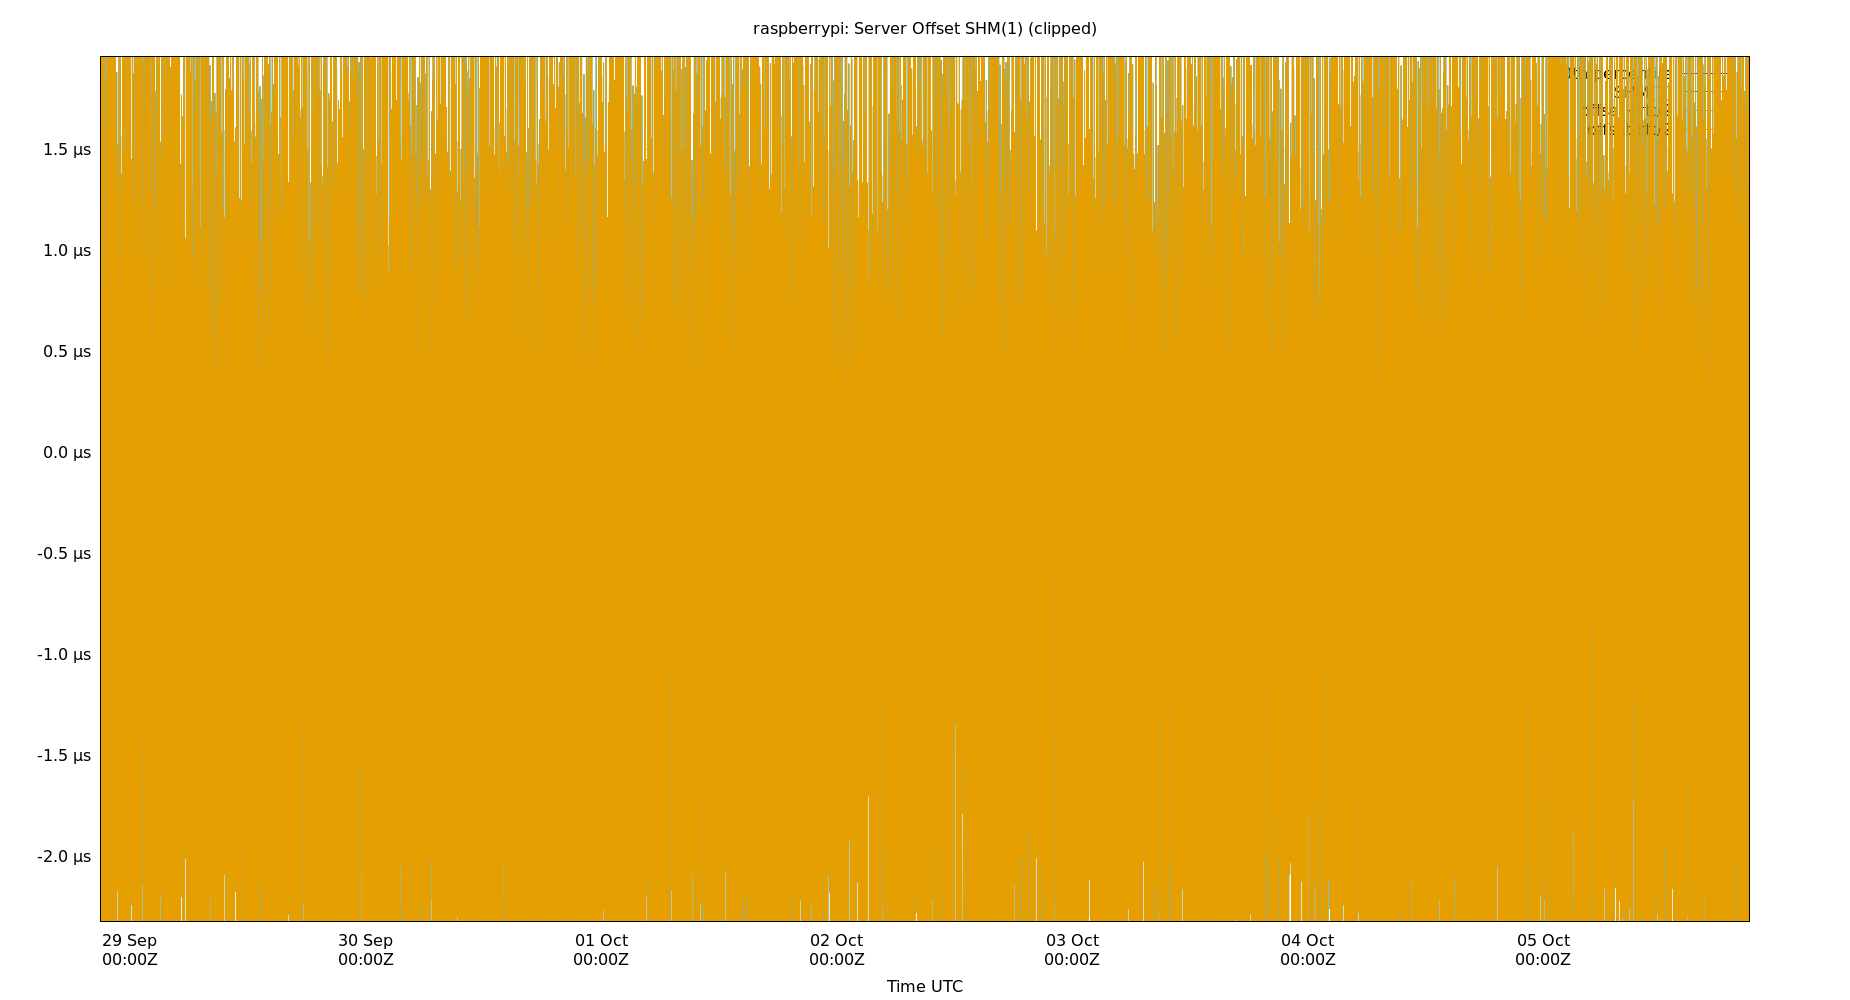 raspberrypi: Server Offset SHM(1) (clipped)
1.5 µs
1.0 µs
0.5 µs
0.0 µs
-0.5 µs
-1.0 µs
-1.5 µs
-2.0 µs
29 Sep 30 Sep 01 Oct 02 Oct 03 Oct 04 Oct 05 Oct
00:00Z 00:00Z 00:00Z 00:00Z 00:00Z 00:00Z 00:00Z
Time UTC